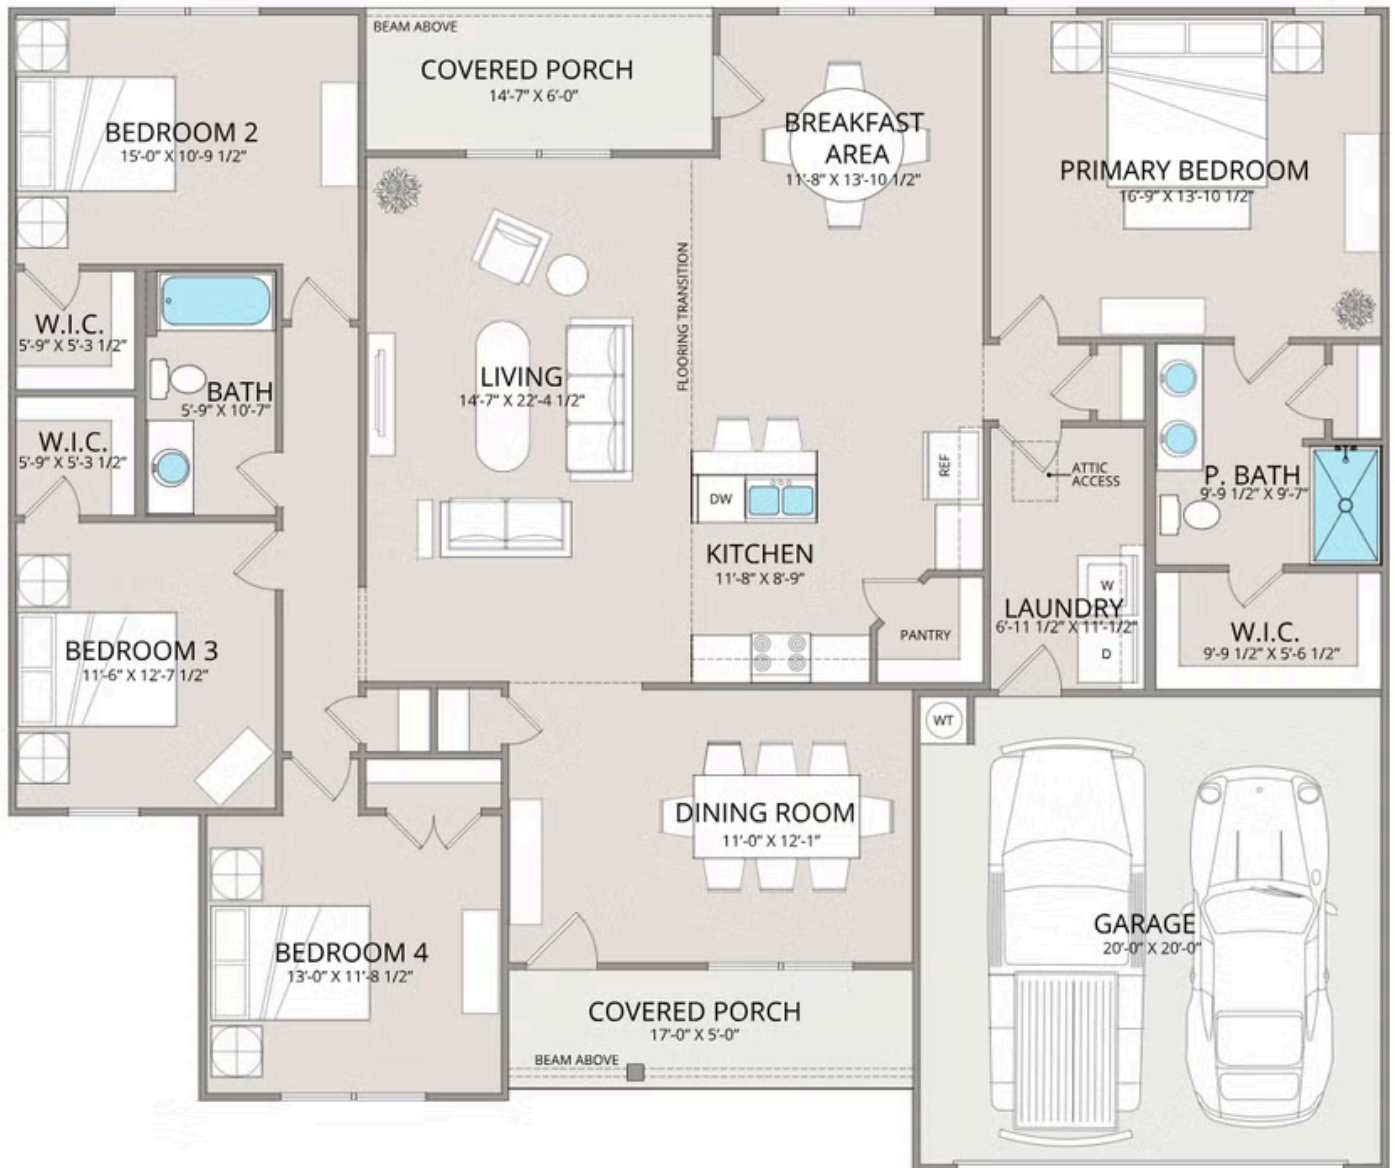 BEAM ABOVE
COVERED PORCH
14'-7" X 6'-0"
BEDROOM 2
15'-0" X 10'-9 1/2"
BREAKFAST
AREA
11'-8" X 13'-10 1/2"
PRIMARY BEDROOM
16'-9" X 13'-10 1/2"
FLOORING TRANSITION
W.I.C.
5'-9" X 5'-3 1/2"
BATH
5'-9" X 10'-7"
LIVING
14'-7" X 22'-4 1/2"
W.I.C.
5'-9" X 5'-3 1/2"
REF
ATTIC
ACCESS
P. BATH
9'-9 1/2" X 9'-7"
DW
KITCHEN
11'-8" X 8'-9"
W
LAUNDRY
6'-11 1/2" X 11'-1/2"
D
PANTRY
W.I.C.
9'-9 1/2" X 5'-6 1/2"
BEDROOM 3
11'-6" X 12'-7 1/2"
WT
DINING ROOM
11'-0" X 12'-1"
GARAGE
20'-0" X 20'-0"
BEDROOM 4
13'-0" X 11'-8 1/2"
COVERED PORCH
17'-0" X 5'-0"
BEAM ABOVE